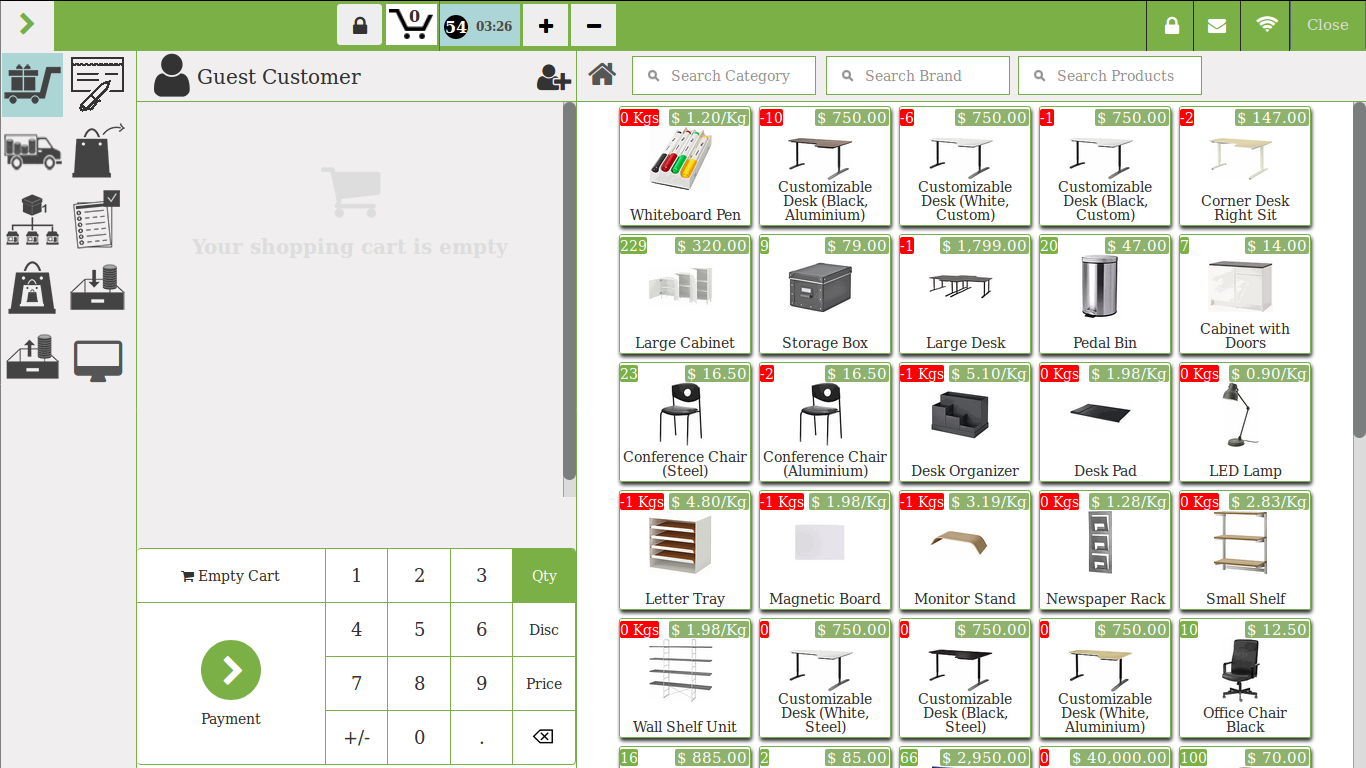 0
54 03:26
+
-
Close
Guest Customer
Search Category
Search Brand
Search Products
Your shopping cart is empty
0 Kgs $ 1.20/Kg
Whiteboard Pen
-10 $ 750.00
Customizable
Desk (Black,
Aluminium)
-6 $ 750.00
Customizable
Desk (White,
Custom)
-1 $ 750.00
Customizable
Desk (Black,
Custom)
-2 $ 147.00
Corner Desk
Right Sit
229 $ 320.00
Large Cabinet
9 $ 79.00
Storage Box
-1 $ 1,799.00
Large Desk
20 $ 47.00
Pedal Bin
7 $ 14.00
Cabinet with
Doors
23 $ 16.50
Conference Chair
(Steel)
-2 $ 16.50
Conference Chair
(Aluminium)
-1 Kgs $ 5.10/Kg
Desk Organizer
0 Kgs $ 1.98/Kg
Desk Pad
0 Kgs $ 0.90/Kg
LED Lamp
-1 Kgs $ 4.80/Kg
Letter Tray
-1 Kgs $ 1.98/Kg
Magnetic Board
-1 Kgs $ 3.19/Kg
Monitor Stand
0 Kgs $ 1.28/Kg
Newspaper Rack
0 Kgs $ 2.83/Kg
Small Shelf
0 Kgs $ 1.98/Kg
Wall Shelf Unit
0 $ 750.00
Customizable
Desk (White,
Steel)
0 $ 750.00
Customizable
Desk (Black,
Steel)
0 $ 750.00
Customizable
Desk (White,
Aluminium)
10 $ 12.50
Office Chair
Black
16 $ 885.00
2 $ 85.00
66 $ 2,950.00
0 $ 40,000.00
100 $ 70.00
Empty Cart 1 2 3 Qty
4 5 6 Disc
7 8 9 Price
Payment
+/- 0 .
1